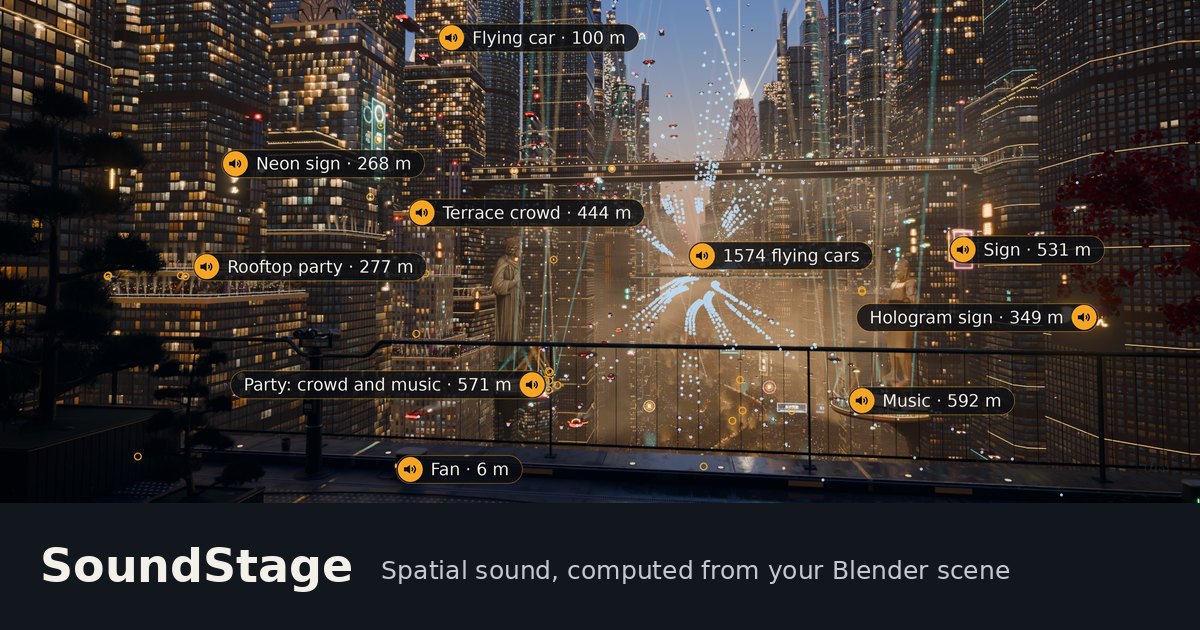 Flying car · 100 m
Neon sign · 268 m
Terrace crowd · 444 m
1574 flying cars
Sign · 531 m
Rooftop party · 277 m
Hologram sign · 349 m
Party: crowd and music · 571 m
Music · 592 m
Fan · 6 m
SoundStage
Spatial sound, computed from your Blender scene